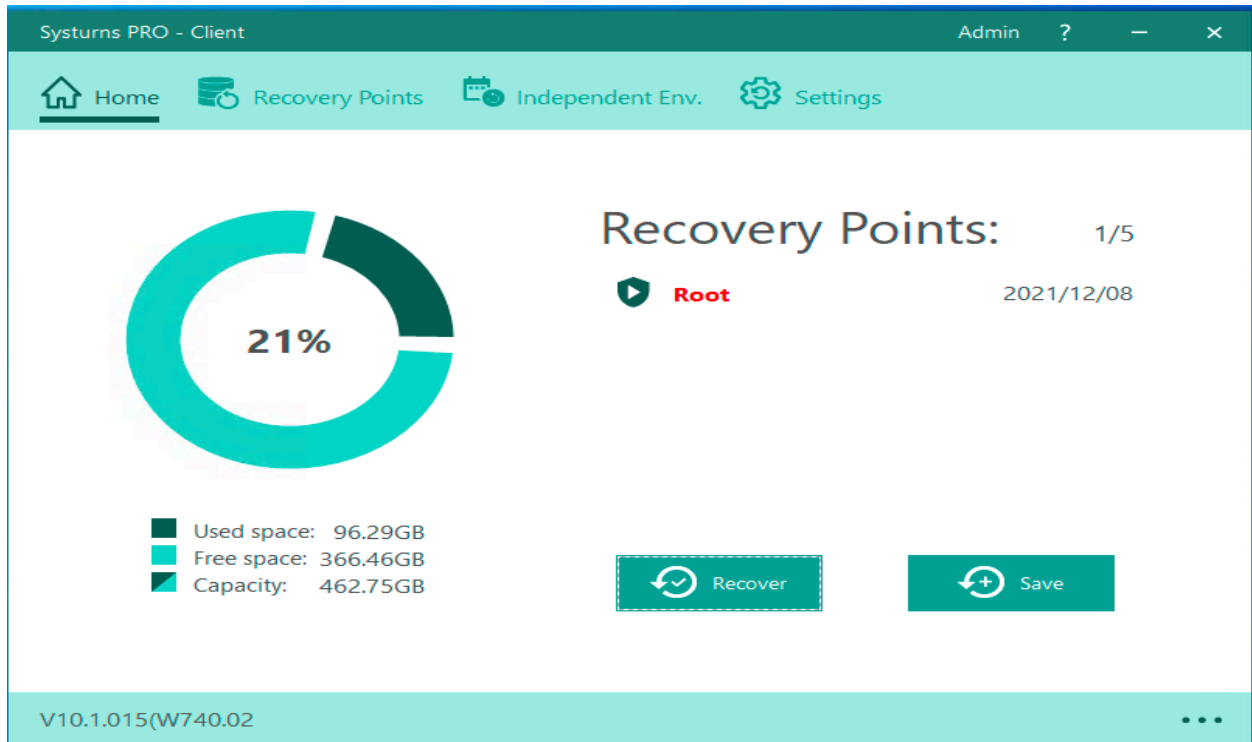 Systurns PRO - Client Admin ?
Home Recovery Points Independent Env. Settings
Recovery Points: 1/5
Root 2021/12/08
21%
Used space: 96.29GB
Free space: 366.46GB
Capacity: 462.75GB
Recover Save
V10.1.015(W740.02